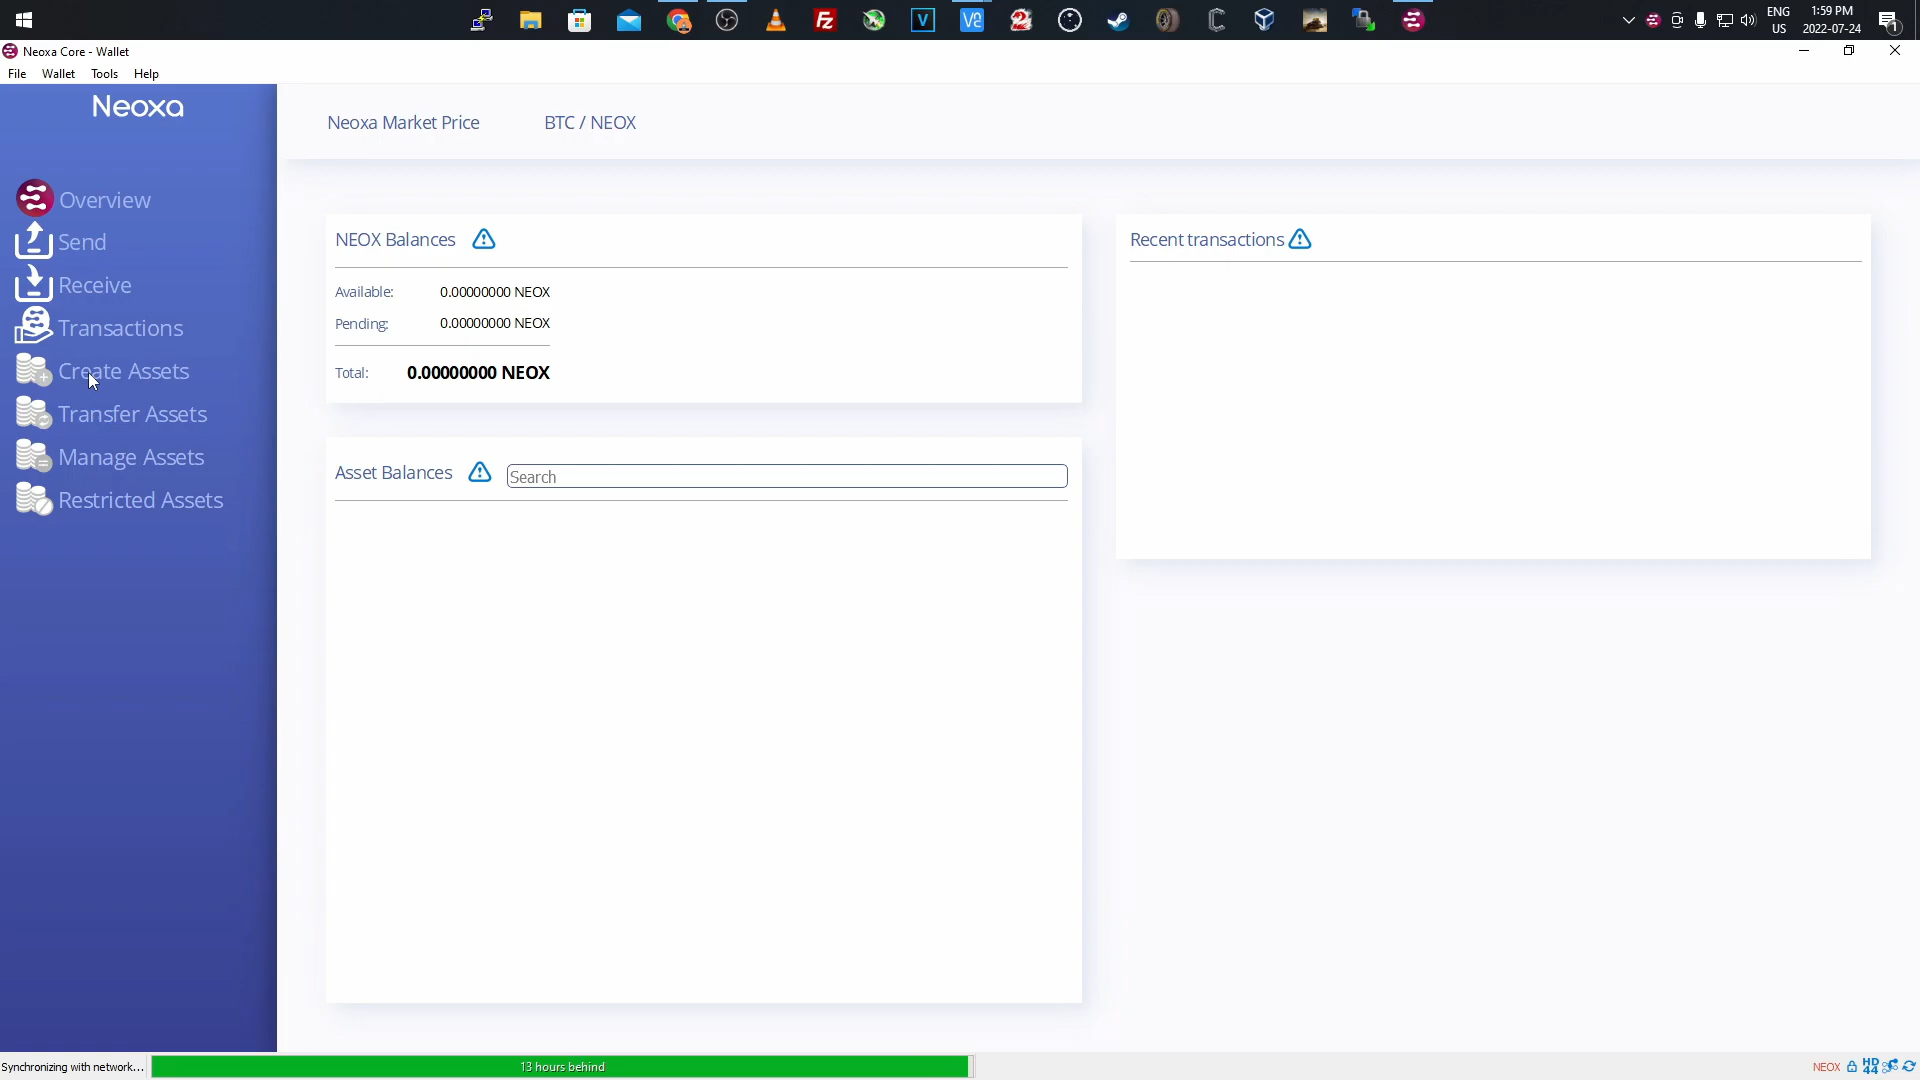 ENG
US
1:59 PM
2022-07-24
1
Neoxa Core - Wallet
File Wallet Tools Help
Neoxa
Overview
Send
Receive
Transactions
Create Assets
Transfer Assets
Manage Assets
Restricted Assets
Neoxa Market Price BTC / NEOX
NEOX Balances
Available: 0.00000000 NEOX
Pending: 0.00000000 NEOX
Total: 0.00000000 NEOX
Recent transactions
Asset Balances Search
Synchronizing with network... 13 hours behind
NEOX HD
44